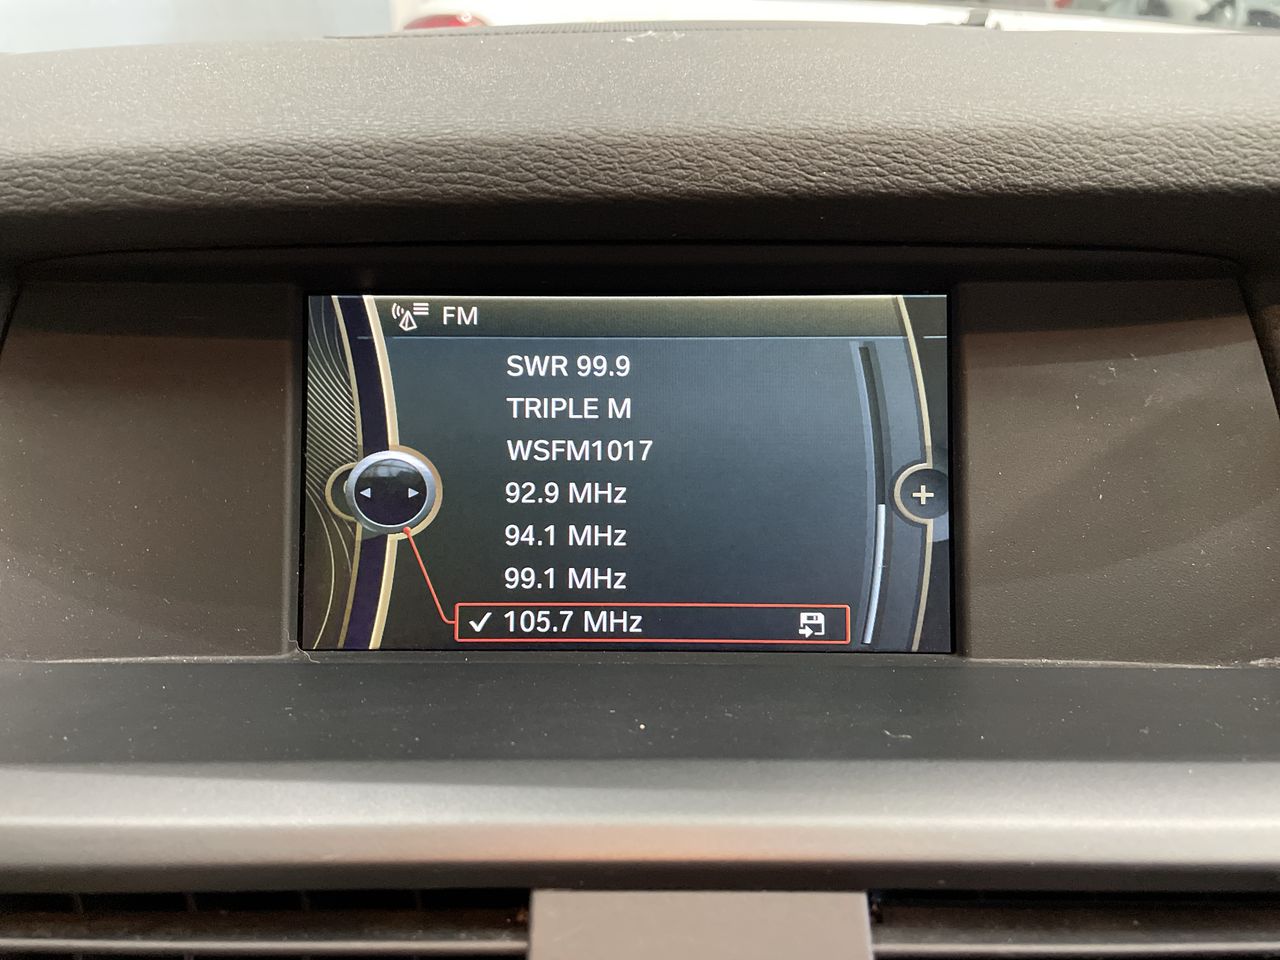 FM
SWR 99.9
TRIPLE M
WSFM1017
92.9 MHz
94.1 MHz
99.1 MHz
105.7 MHz